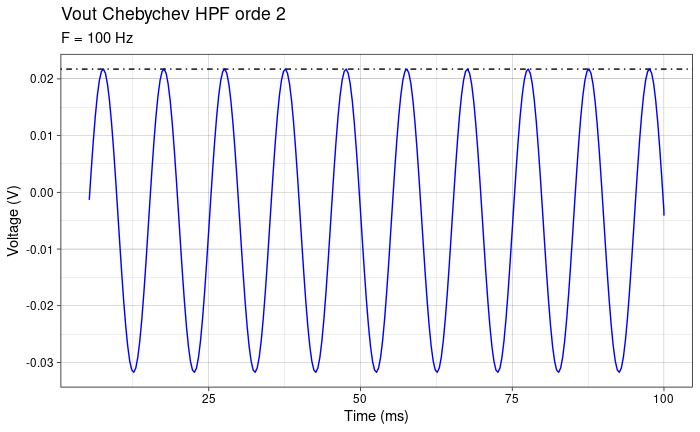 Vout Chebychev HPF orde 2
F = 100 Hz
0.02
0.01
0.00
-0.01
-0.02
-0.03
Voltage (V)
25
50
75
100
Time (ms)